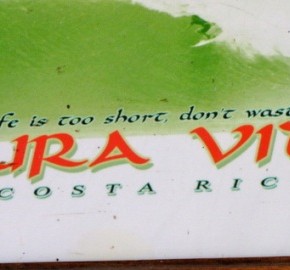 fe is too short, don't wast
URA VI
COSTA RIC